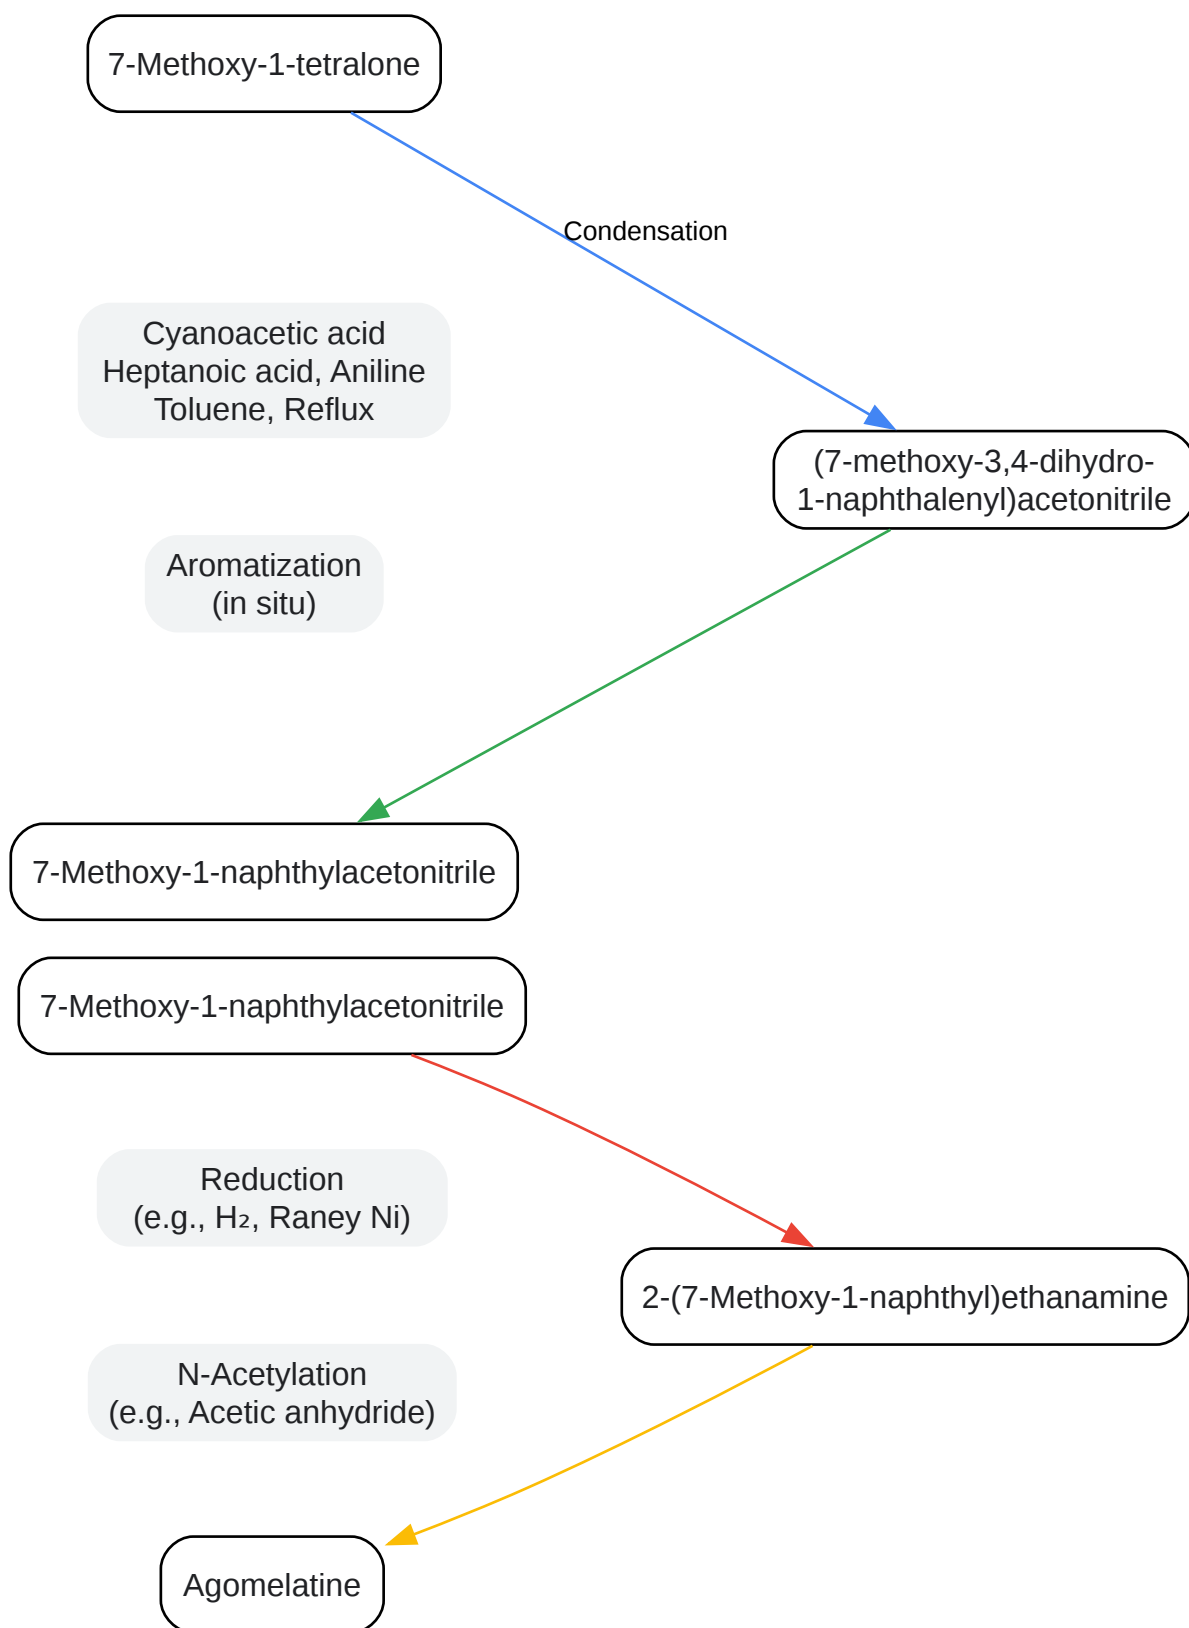 7-Methoxy-1-tetralone
Condensation
Cyanoacetic acid
Heptanoic acid, Aniline
Toluene, Reflux
(7-methoxy-3,4-dihydro-
1-naphthalenyl)acetonitrile
Aromatization
(in situ)
7-Methoxy-1-naphthylacetonitrile
7-Methoxy-1-naphthylacetonitrile
Reduction
(e.g., H₂, Raney Ni)
2-(7-Methoxy-1-naphthyl)ethanamine
N-Acetylation
(e.g., Acetic anhydride)
Agomelatine